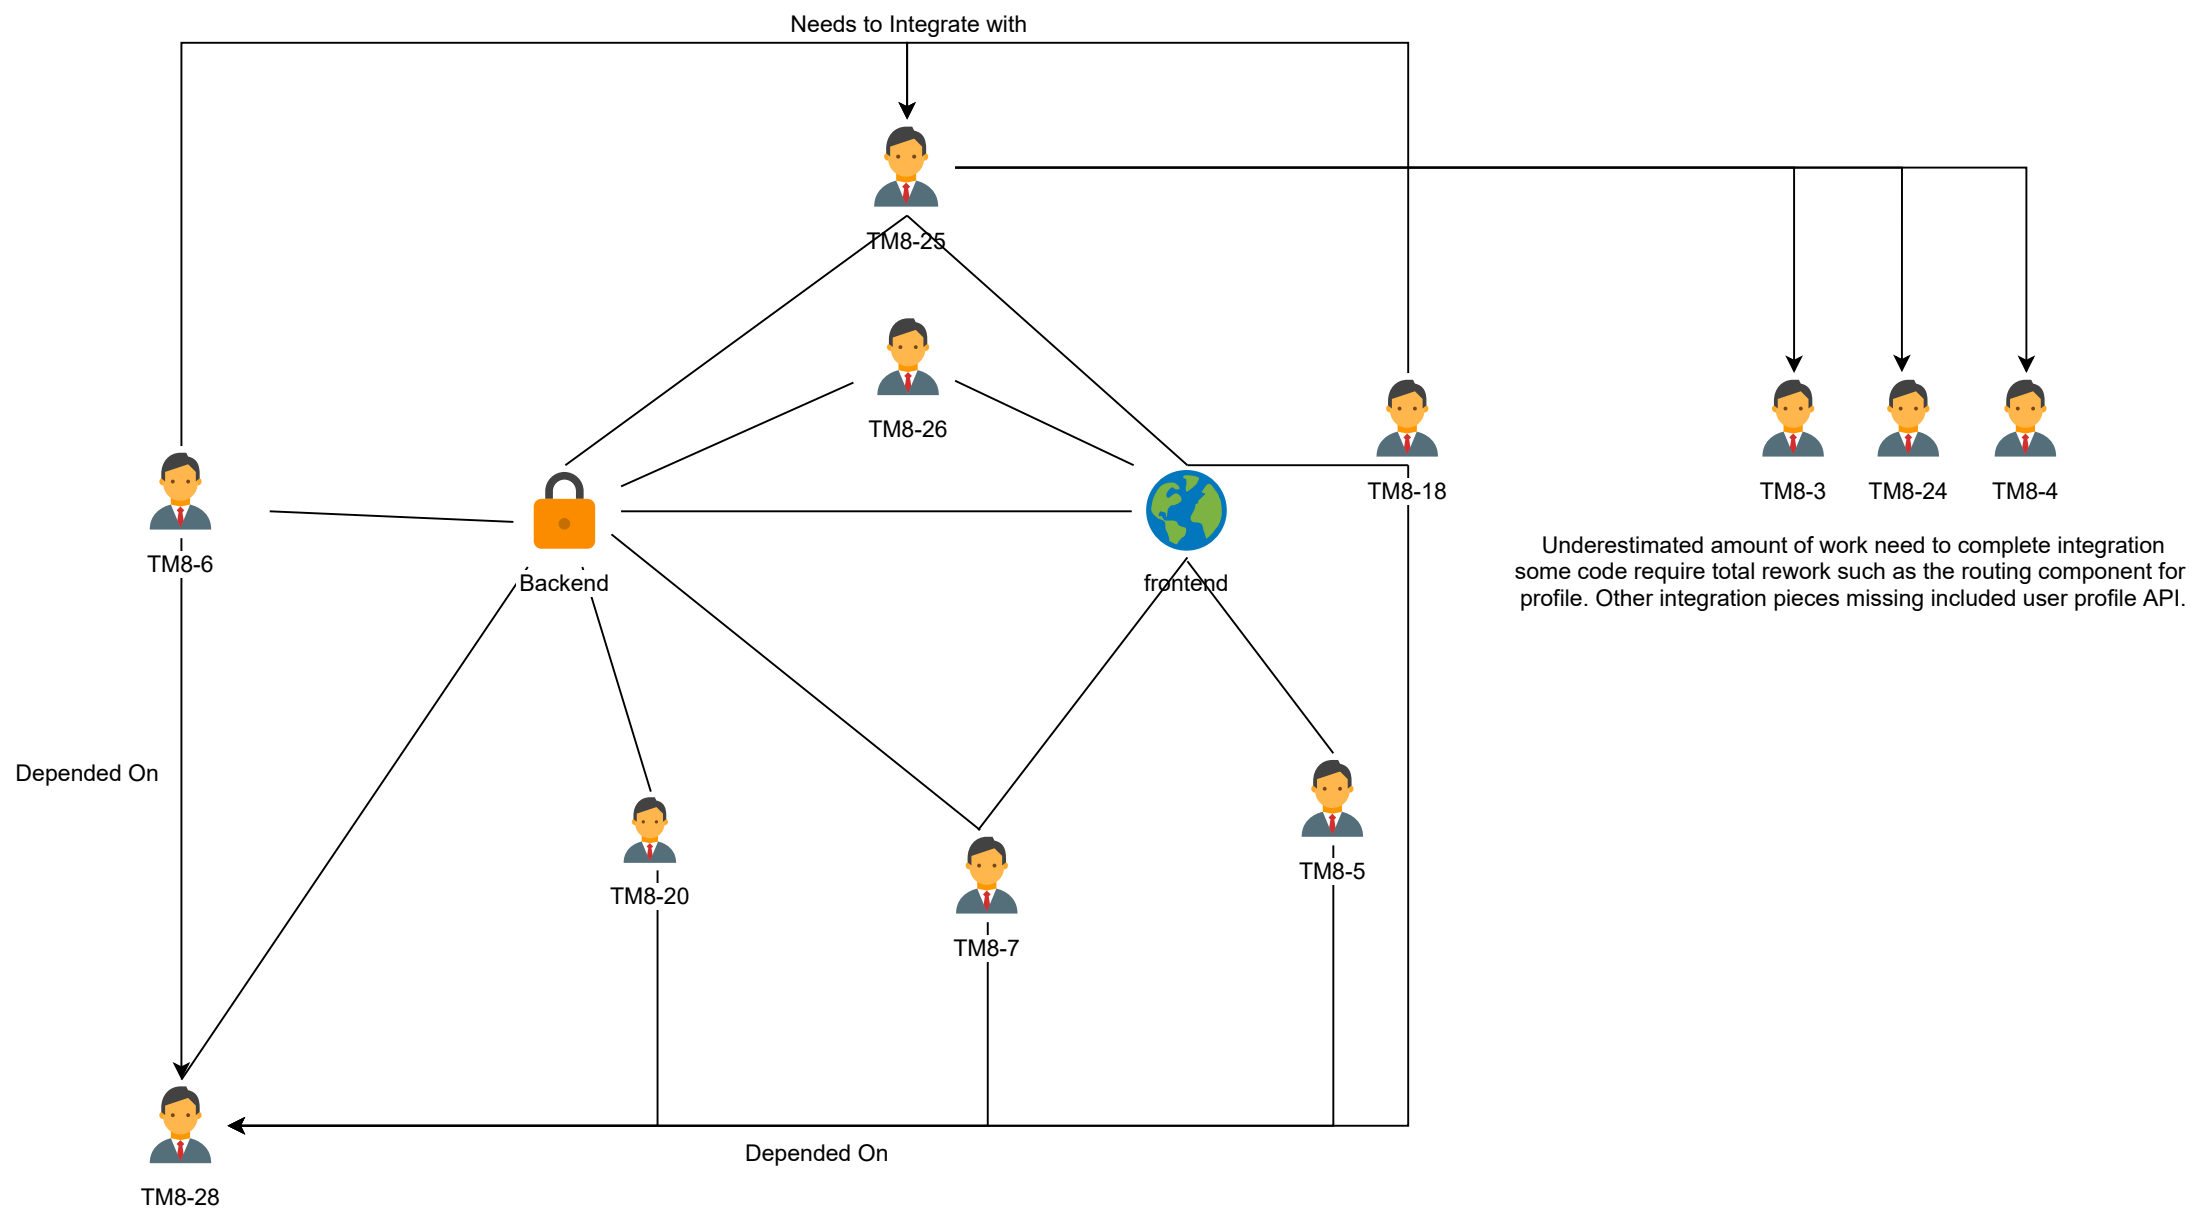 Needs to Integrate with
TM8-25
TM8-26
TM8-18
TM8-3
TM8-24
TM8-4
TM8-6
Backend
frontend
Underestimated amount of work need to complete integration
some code require total rework such as the routing component for
profile. Other integration pieces missing included user profile API.
Depended On
TM8-20
TM8-7
TM8-5
Depended On
TM8-28